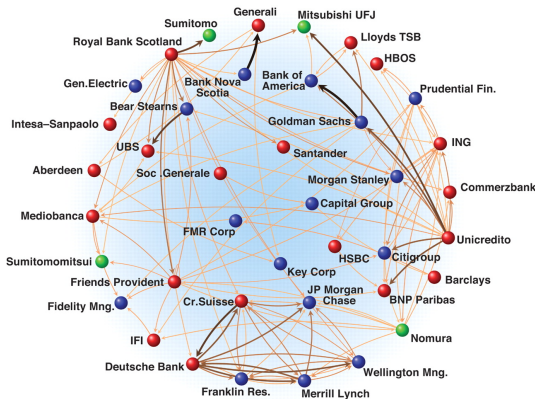 Generali
Sumitomo
Mitsubishi UFJ
Royal Bank Scotland
Lloyds TSB
HBOS
Gen.Electric
Bank Nova
Scotia
Bank of
America
Prudential Fin.
Bear Stearns
Goldman Sachs
Intesa–Sanpaolo
UBS
Santander
ING
Aberdeen
Soc .Generale
Morgan Stanley
Commerzbank
Mediobanca
Capital Group
FMR Corp
Unicredito
Sumitomomitsui
HSBC
Citigroup
Key Corp
Friends Provident
Barclays
Cr.Suisse
JP Morgan
Chase
BNP Paribas
Fidelity Mng.
IFI
Nomura
Deutsche Bank
Wellington Mng.
Franklin Res.
Merrill Lynch